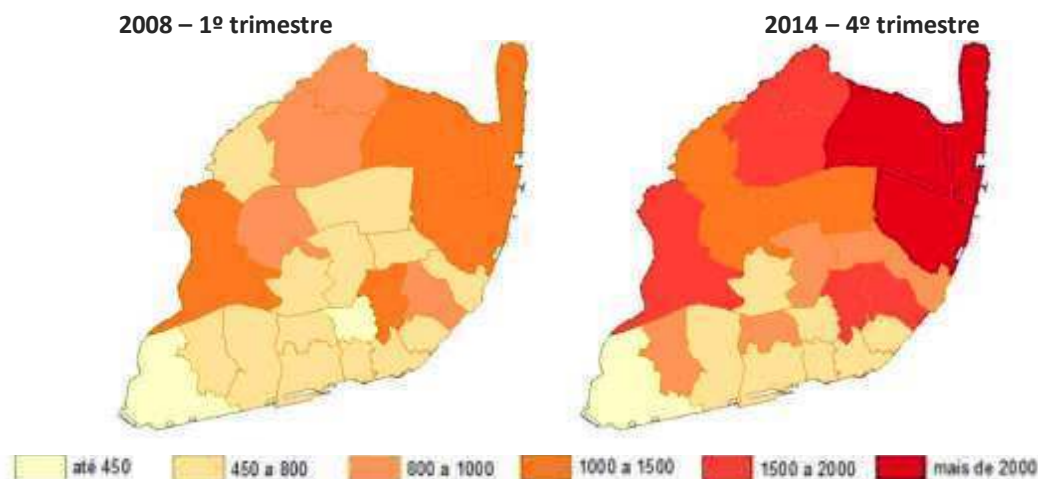 2008 – 1º trimestre
2014 – 4º trimestre
até 450
450 a 800
800 a 1000
1000 a 1500
1500 a 2000
mais de 2000